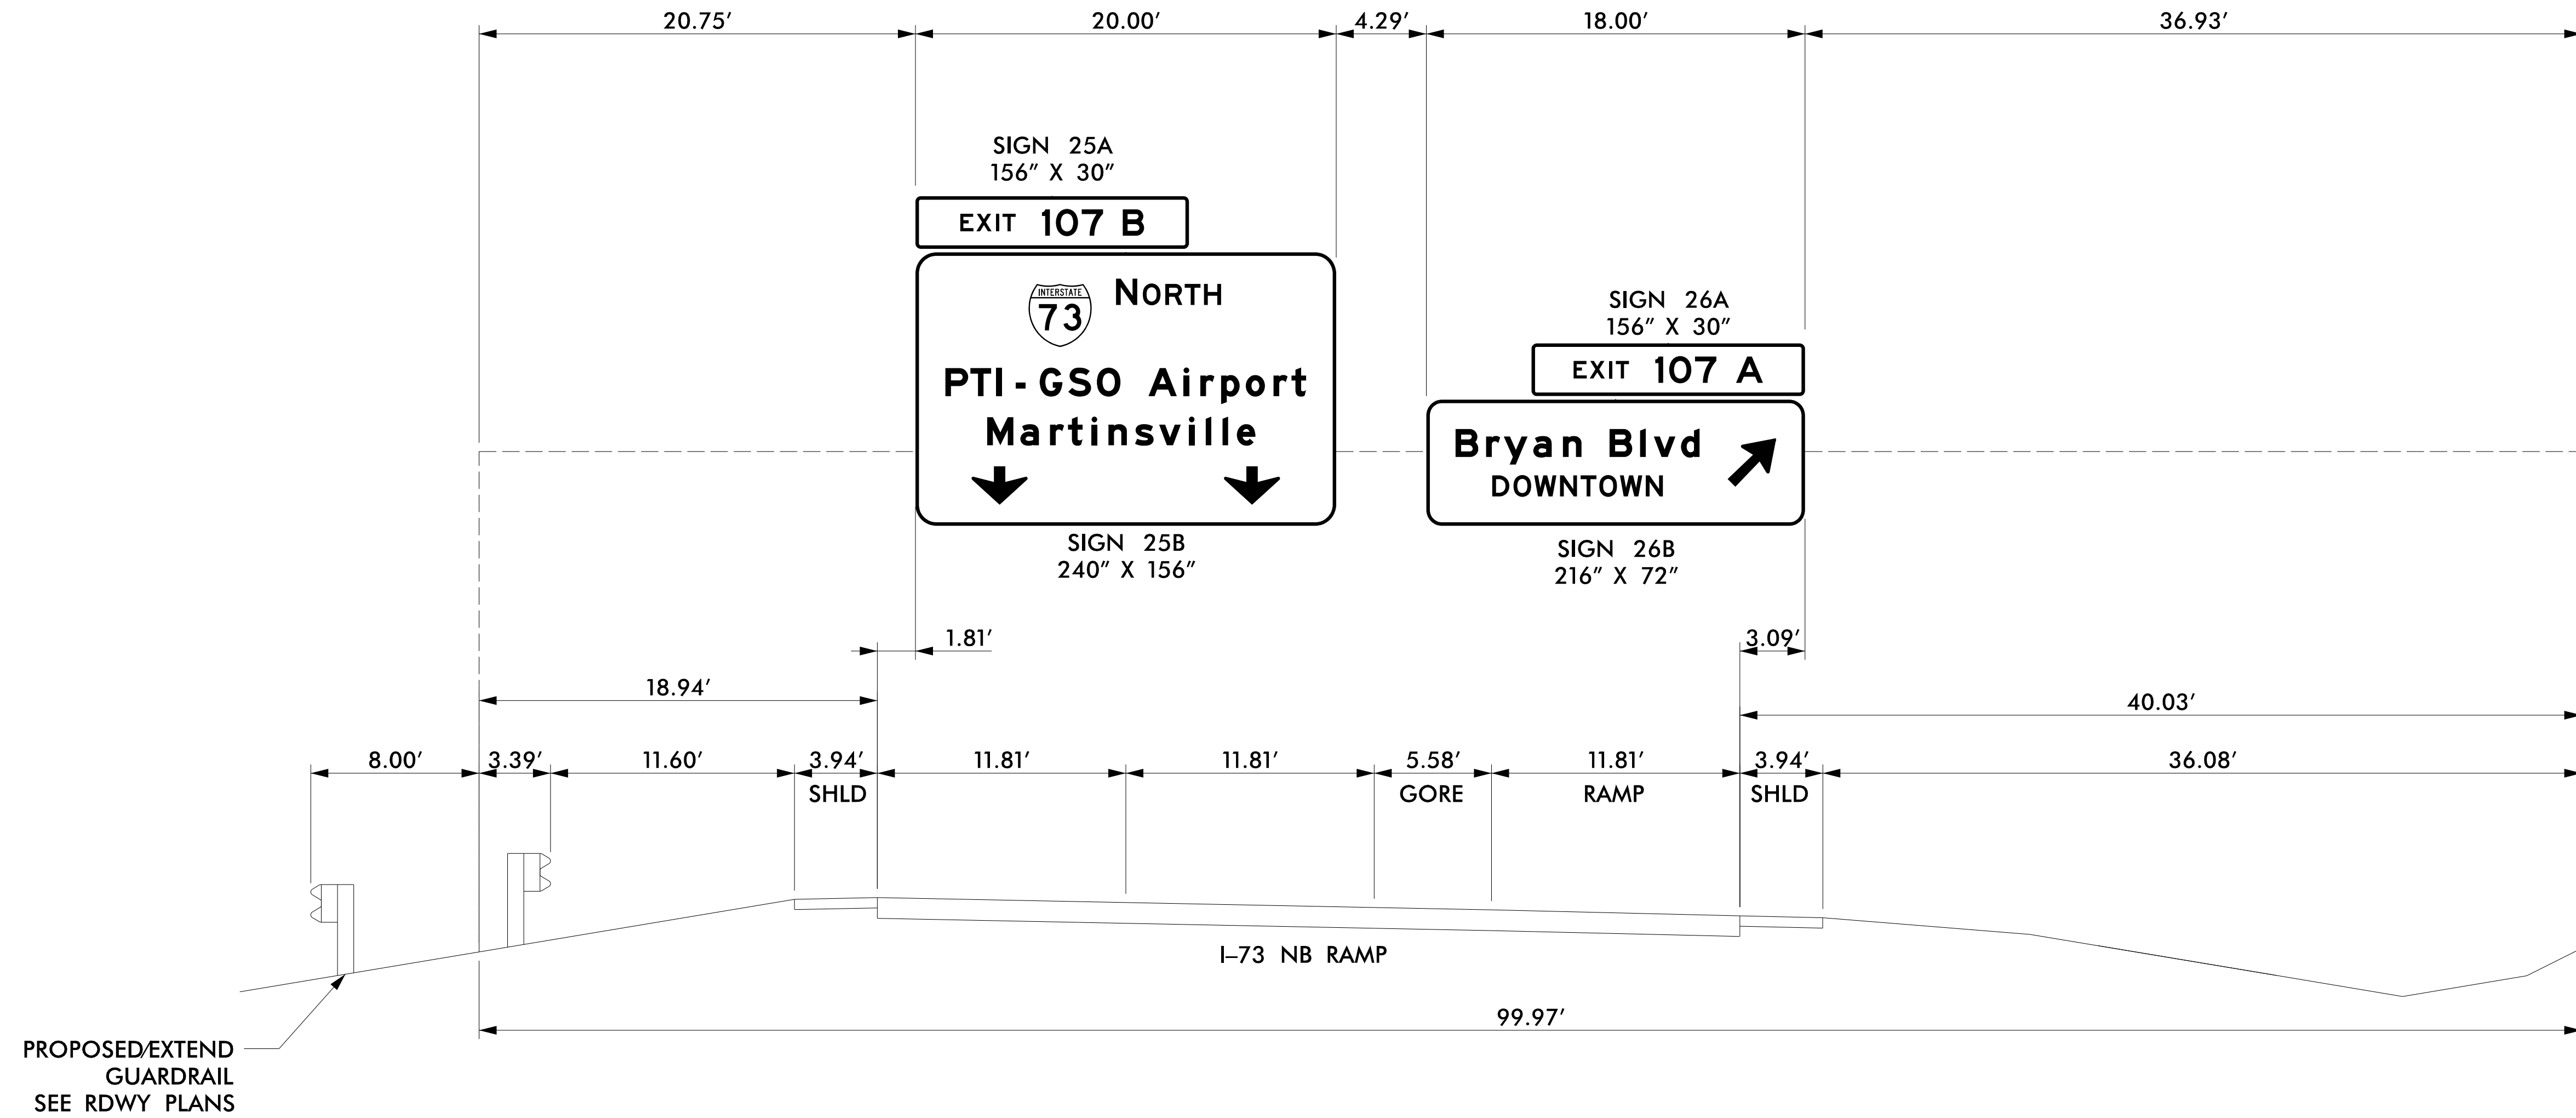 20.75′ 20.00′ 4.29′ 18.00′ 36.93′
SIGN 25A
156″ X 30″
EXIT 107 B
INTERSTATE
73
NORTH
PTI - GSO Airport
Martinsville
SIGN 25B
240″ X 156″
SIGN 26A
156″ X 30″
EXIT 107 A
Bryan Blvd
DOWNTOWN
SIGN 26B
216″ X 72″
1.81′ 3.09′
18.94′ 40.03′
8.00′ 3.39′ 11.60′ 3.94′ 11.81′ 11.81′ 5.58′ 11.81′ 3.94′ 36.08′
SHLD GORE RAMP SHLD
I–73 NB RAMP
99.97′
PROPOSED/EXTEND
GUARDRAIL
SEE RDWY PLANS